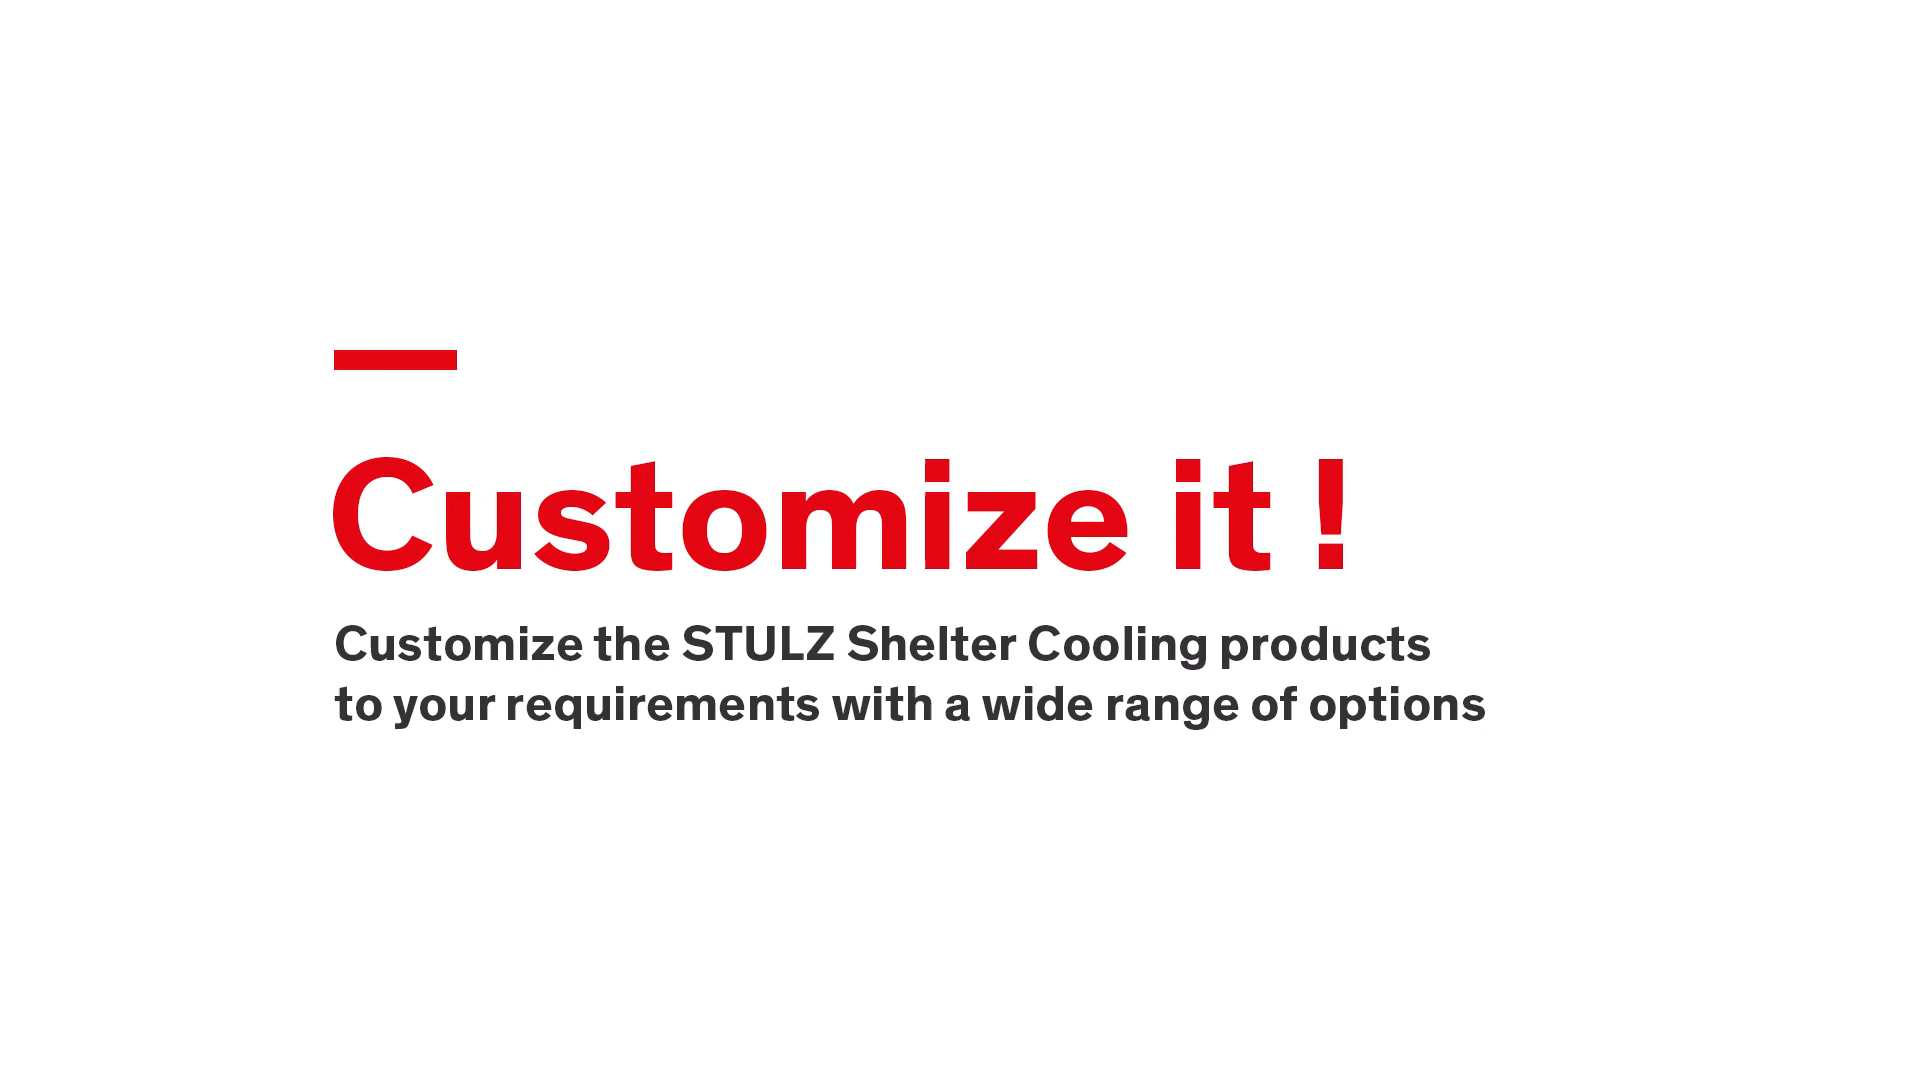 Customize it !
Customize the STULZ Shelter Cooling products
to your requirements with a wide range of options